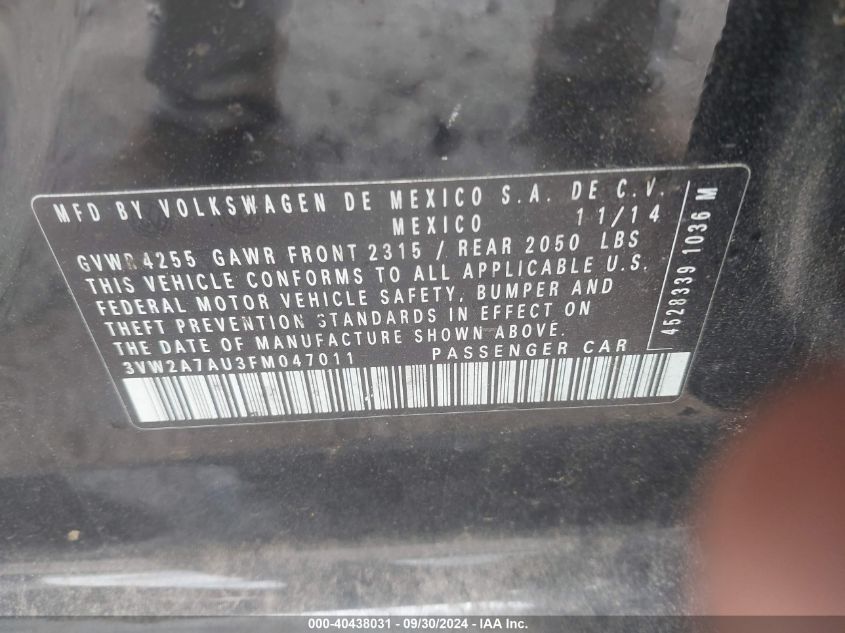 MFD BY VOLKSWAGEN DE MEXICO S.A. DE C.V.
MEXICO 11/14
GVWR 4255 GAWR FRONT 2315 / REAR 2050 LBS
THIS VEHICLE CONFORMS TO ALL APPLICABLE U.S.
FEDERAL MOTOR VEHICLE SAFETY, BUMPER AND
THEFT PREVENTION STANDARDS IN EFFECT ON
THE DATE OF MANUFACTURE SHOWN ABOVE.
3VW2A7AU3FM047011 PASSENGER CAR
4528339 1036 M
000-40438031 - 09/30/2024 - IAA Inc.